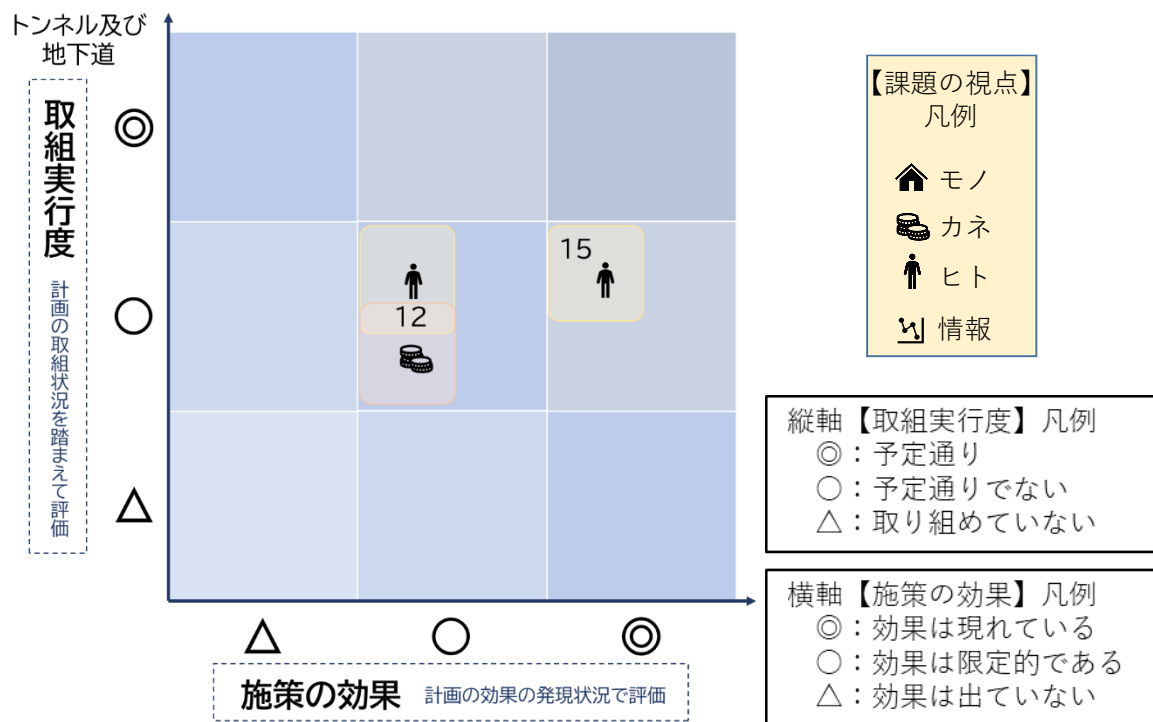 トンネル及び
地下道
取組実行度
計画の取組状況を踏まえて評価
◎
○
△
15
12
△
○
◎
施策の効果 計画の効果の発現状況で評価
【課題の視点】
凡例
モノ
カネ
ヒト
情報
縦軸【取組実行度】凡例
◎：予定通り
○：予定通りでない
△：取り組めていない
横軸【施策の効果】凡例
◎：効果は現れている
○：効果は限定的である
△：効果は出ていない